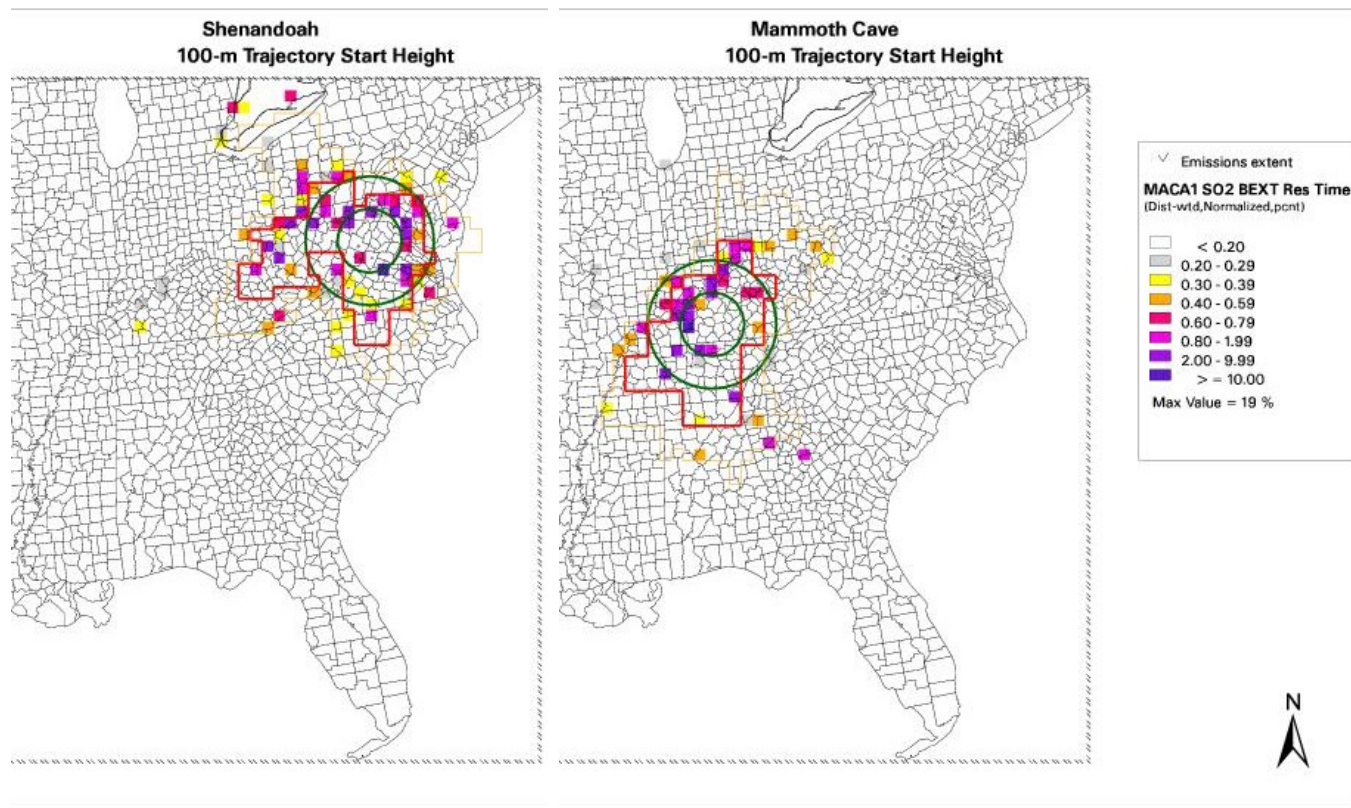 Shenandoah
100-m Trajectory Start Height
Mammoth Cave
100-m Trajectory Start Height
Emissions extent
MACA1 SO2 BEXT Res Time
(Dist-wtd,Normalized,pcnt)
< 0.20
0.20 - 0.29
0.30 - 0.39
0.40 - 0.59
0.60 - 0.79
0.80 - 1.99
2.00 - 9.99
> = 10.00
Max Value = 19 %
N